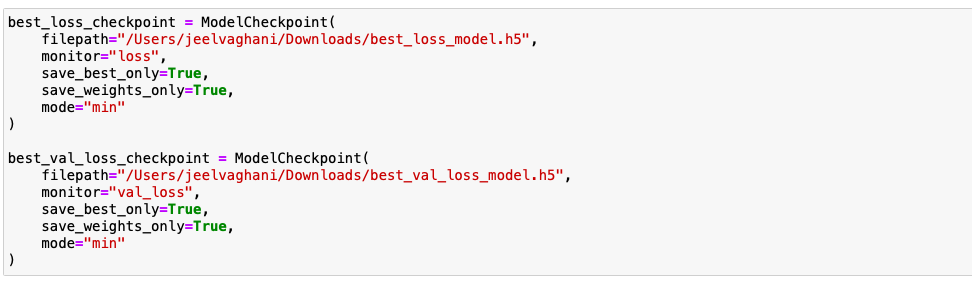 best_loss_checkpoint = ModelCheckpoint(
    filepath="/Users/jeelvaghani/Downloads/best_loss_model.h5",
    monitor="loss",
    save_best_only=True,
    save_weights_only=True,
    mode="min"
)

best_val_loss_checkpoint = ModelCheckpoint(
    filepath="/Users/jeelvaghani/Downloads/best_val_loss_model.h5",
    monitor="val_loss",
    save_best_only=True,
    save_weights_only=True,
    mode="min"
)